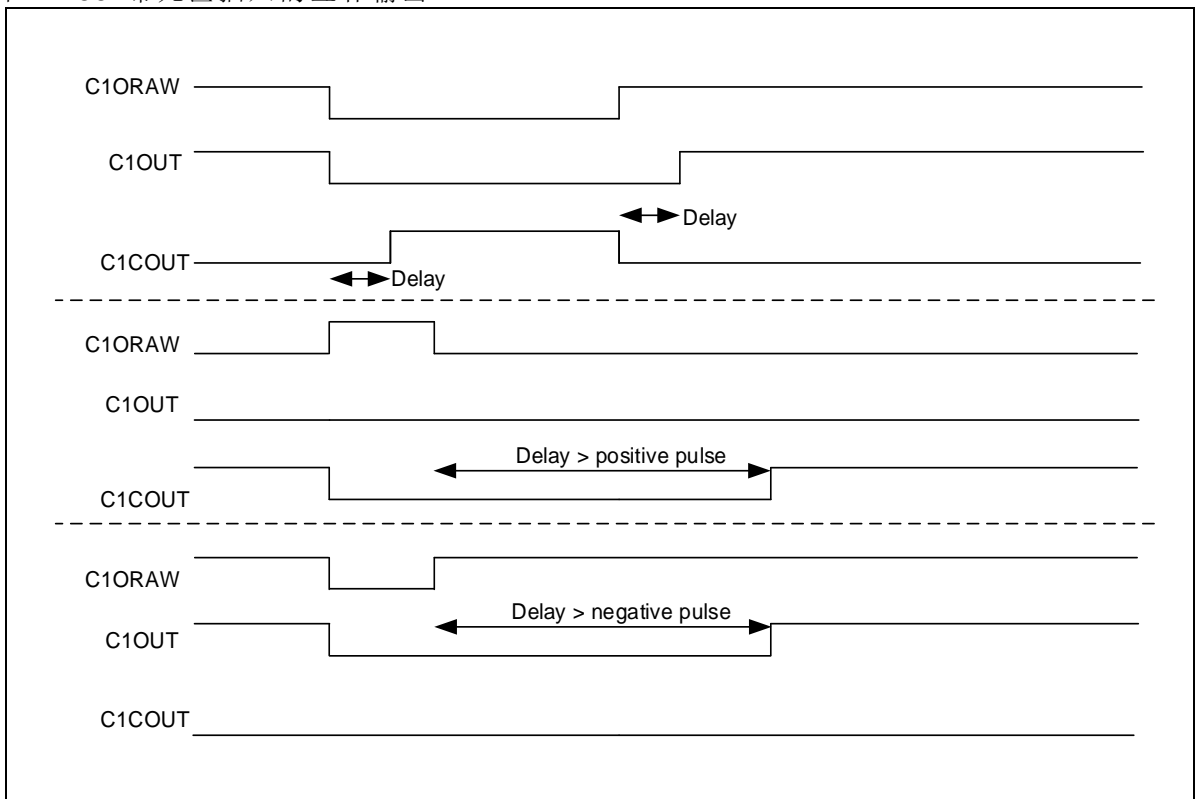 C1ORAW
C1OUT
Delay
C1COUT
Delay
C1ORAW
C1OUT
Delay > positive pulse
C1COUT
C1ORAW
Delay > negative pulse
C1OUT
C1COUT